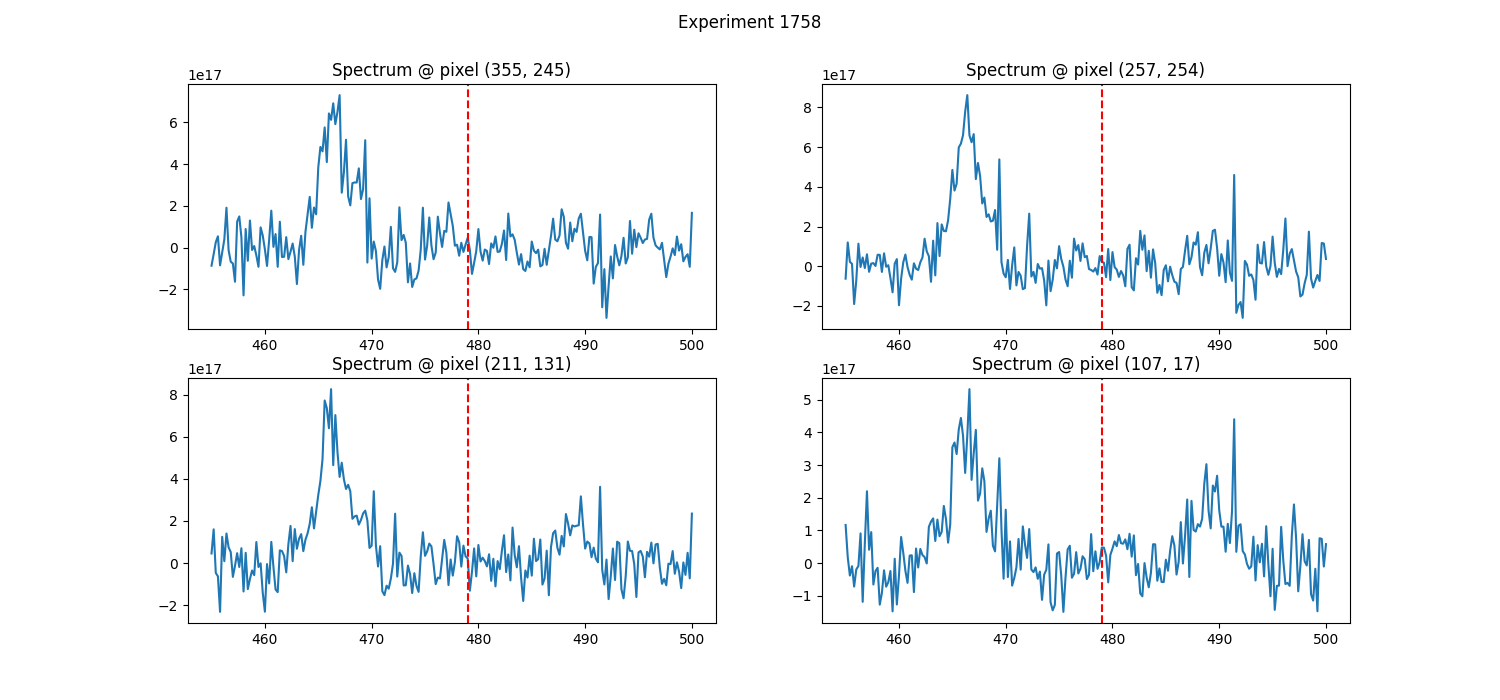 Experiment 1758
Spectrum @ pixel (355, 245)
1e17
6
4
2
0
−2
460 470 480 490 500
Spectrum @ pixel (257, 254)
1e17
8
6
4
2
0
−2
460 470 480 490 500
Spectrum @ pixel (211, 131)
1e17
8
6
4
2
0
−2
460 470 480 490 500
Spectrum @ pixel (107, 17)
1e17
5
4
3
2
1
0
−1
460 470 480 490 500